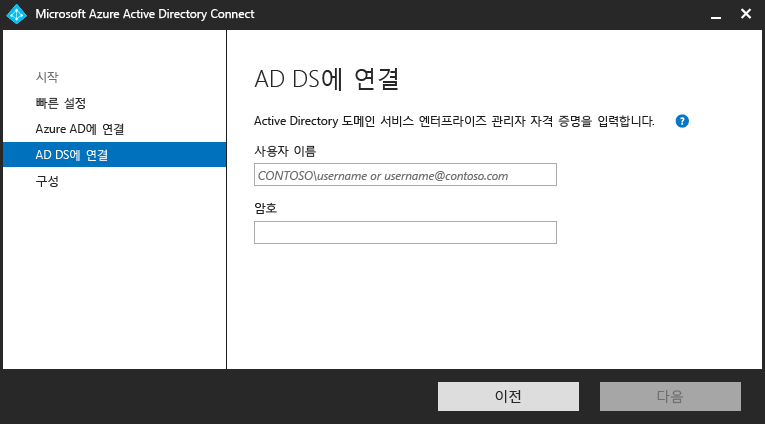 Microsoft Azure Active Directory Connect
시작
빠른 설정
Azure AD에 연결
AD DS에 연결
구성
AD DS에 연결
Active Directory 도메인 서비스 엔터프라이즈 관리자 자격 증명을 입력합니다. ?
사용자 이름
CONTOSO\username or username@contoso.com
암호
이전
다음